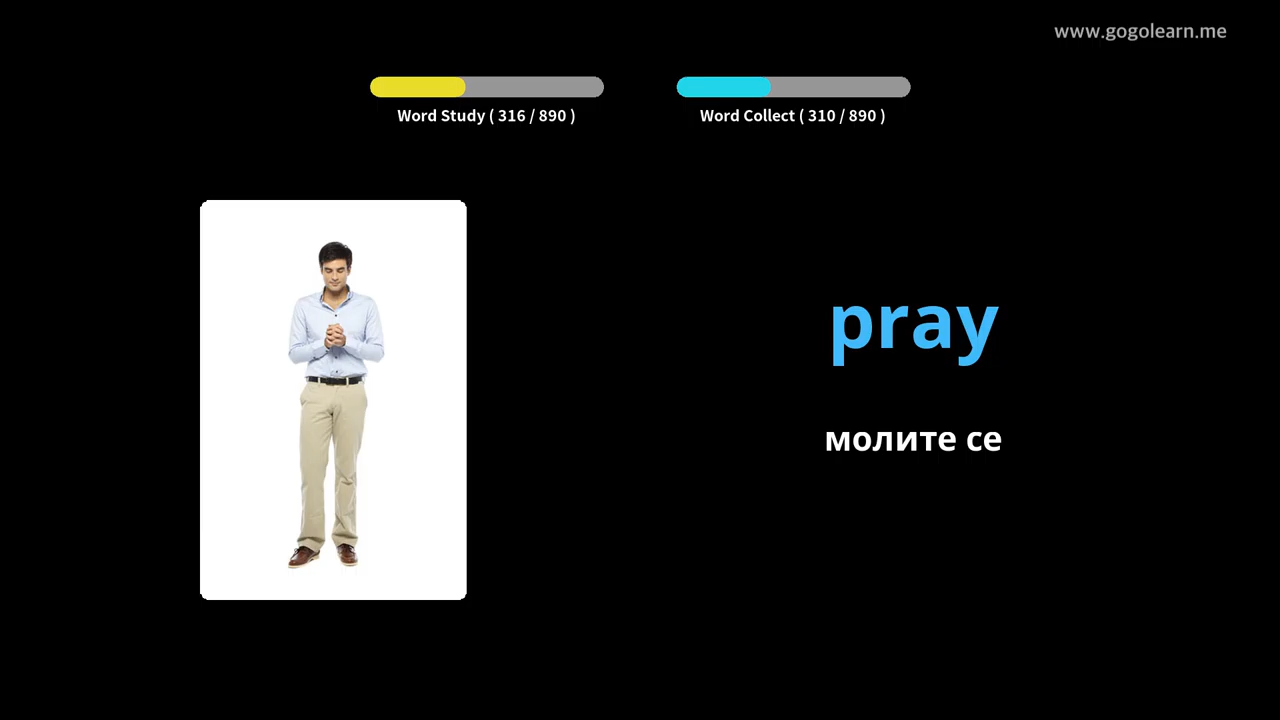 www.gogolearn.me
Word Study ( 316 / 890 )
Word Collect ( 310 / 890 )
pray
молите се